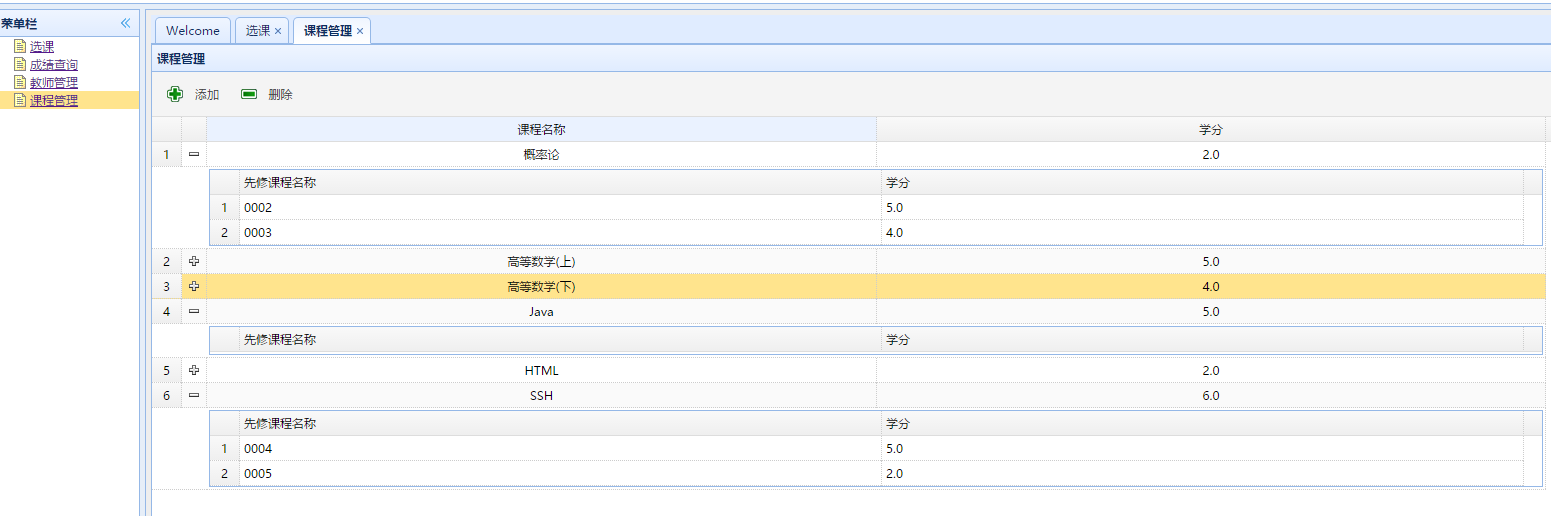 菜单栏
选课
成绩查询
教师管理
课程管理
Welcome 选课 课程管理
课程管理
添加 删除
课程名称 学分
1 概率论 2.0
先修课程名称 学分
1 0002 5.0
2 0003 4.0
2 高等数学(上) 5.0
3 高等数学(下) 4.0
4 Java 5.0
先修课程名称 学分
5 HTML 2.0
6 SSH 6.0
先修课程名称 学分
1 0004 5.0
2 0005 2.0